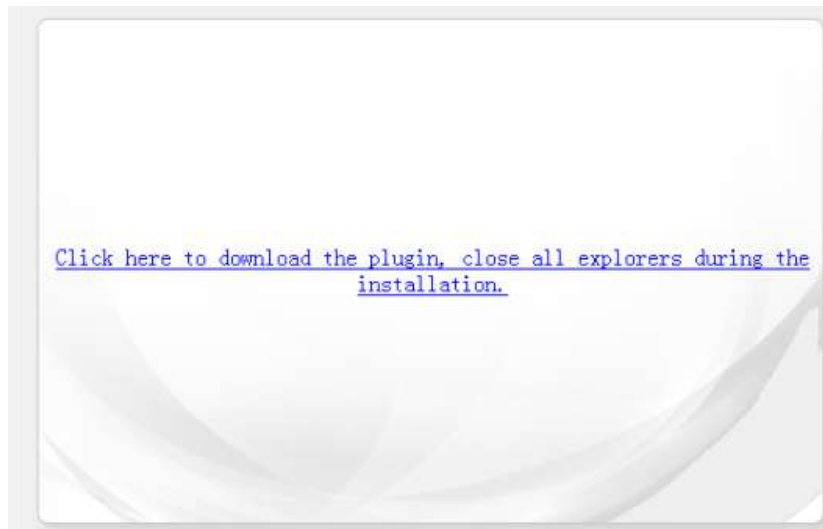 Click here to download the plugin, close all explorers during the
installation.